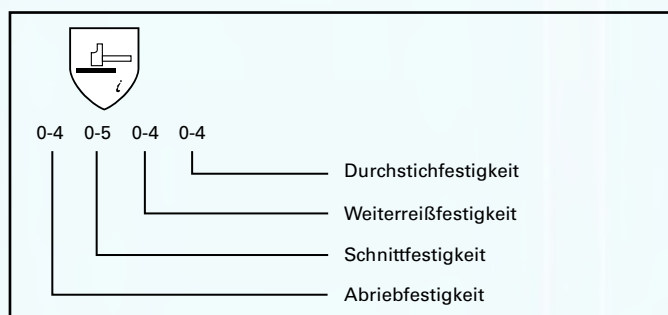 i
0-4 0-5 0-4 0-4
Durchstichfestigkeit
Weiterreißfestigkeit
Schnittfestigkeit
Abriebfestigkeit